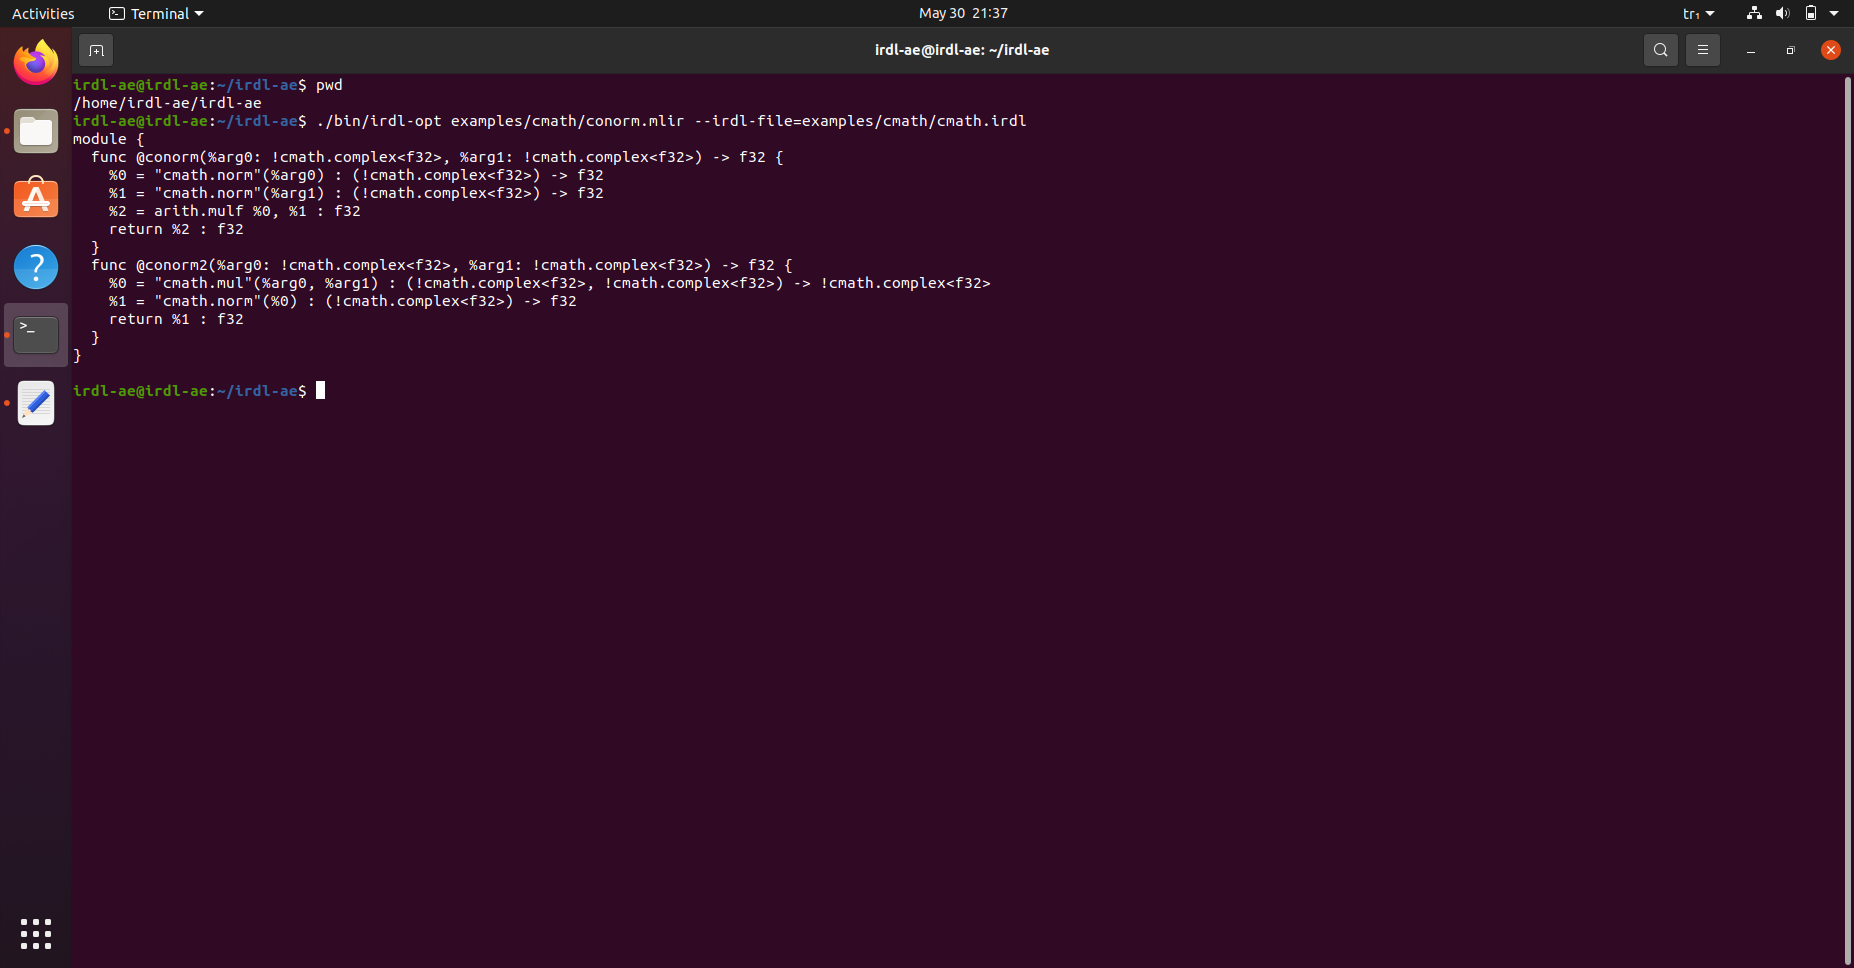 Activities Terminal May 30 21:37 tr₁
irdl-ae@irdl-ae: ~/irdl-ae
irdl-ae@irdl-ae:~/irdl-ae$ pwd
/home/irdl-ae/irdl-ae
irdl-ae@irdl-ae:~/irdl-ae$ ./bin/irdl-opt examples/cmath/conorm.mlir --irdl-file=examples/cmath/cmath.irdl
module {
  func @conorm(%arg0: !cmath.complex<f32>, %arg1: !cmath.complex<f32>) -> f32 {
    %0 = "cmath.norm"(%arg0) : (!cmath.complex<f32>) -> f32
    %1 = "cmath.norm"(%arg1) : (!cmath.complex<f32>) -> f32
    %2 = arith.mulf %0, %1 : f32
    return %2 : f32
  }
  func @conorm2(%arg0: !cmath.complex<f32>, %arg1: !cmath.complex<f32>) -> f32 {
    %0 = "cmath.mul"(%arg0, %arg1) : (!cmath.complex<f32>, !cmath.complex<f32>) -> !cmath.complex<f32>
    %1 = "cmath.norm"(%0) : (!cmath.complex<f32>) -> f32
    return %1 : f32
  }
}
irdl-ae@irdl-ae:~/irdl-ae$